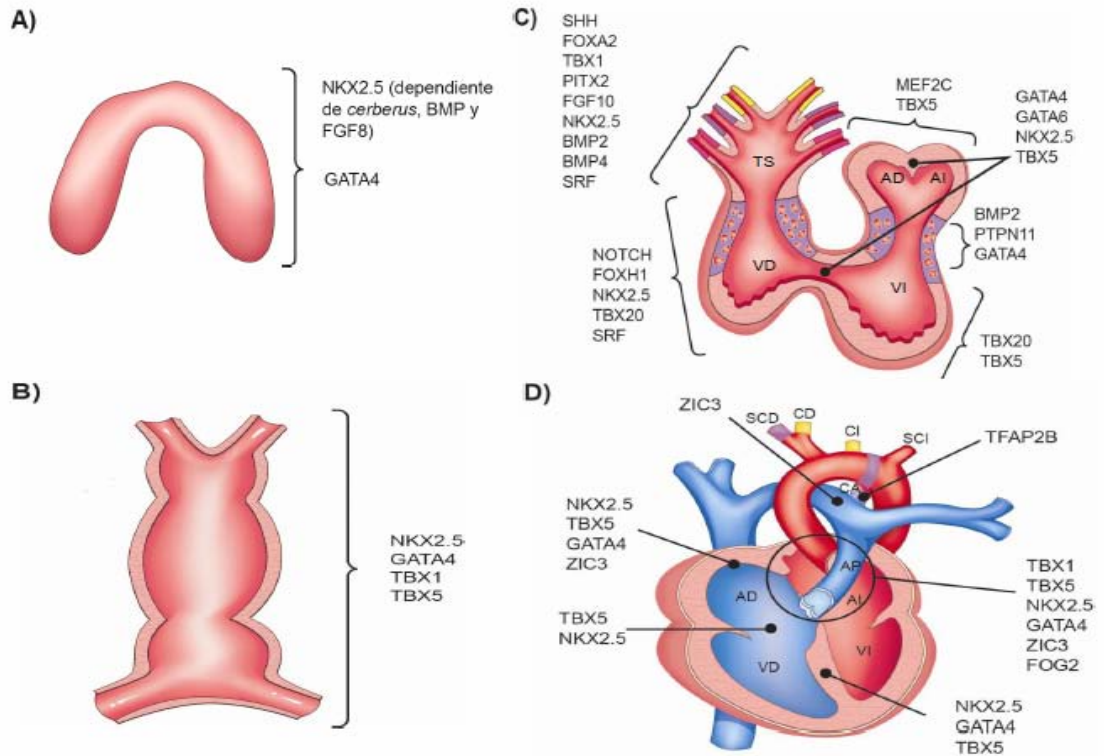 A)
NKX2.5 (dependiente
de cerberus, BMP y
FGF8)
GATA4
B)
NKX2.5
GATA4
TBX1
TBX5
C)
SHH
FOXA2
TBX1
PITX2
FGF10
NKX2.5
BMP2
BMP4
SRF
MEF2C
TBX5
GATA4
GATA6
NKX2.5
TBX5
TS
AD
AI
BMP2
PTPN11
GATA4
NOTCH
FOXH1
NKX2.5
TBX20
SRF
VD
VI
TBX20
TBX5
D)
ZIC3
SCD
CD
CI
SCI
TFAP2B
CA
NKX2.5
TBX5
GATA4
ZIC3
AP
AD
AI
TBX1
TBX5
NKX2.5
GATA4
ZIC3
FOG2
TBX5
NKX2.5
VD
VI
NKX2.5
GATA4
TBX5